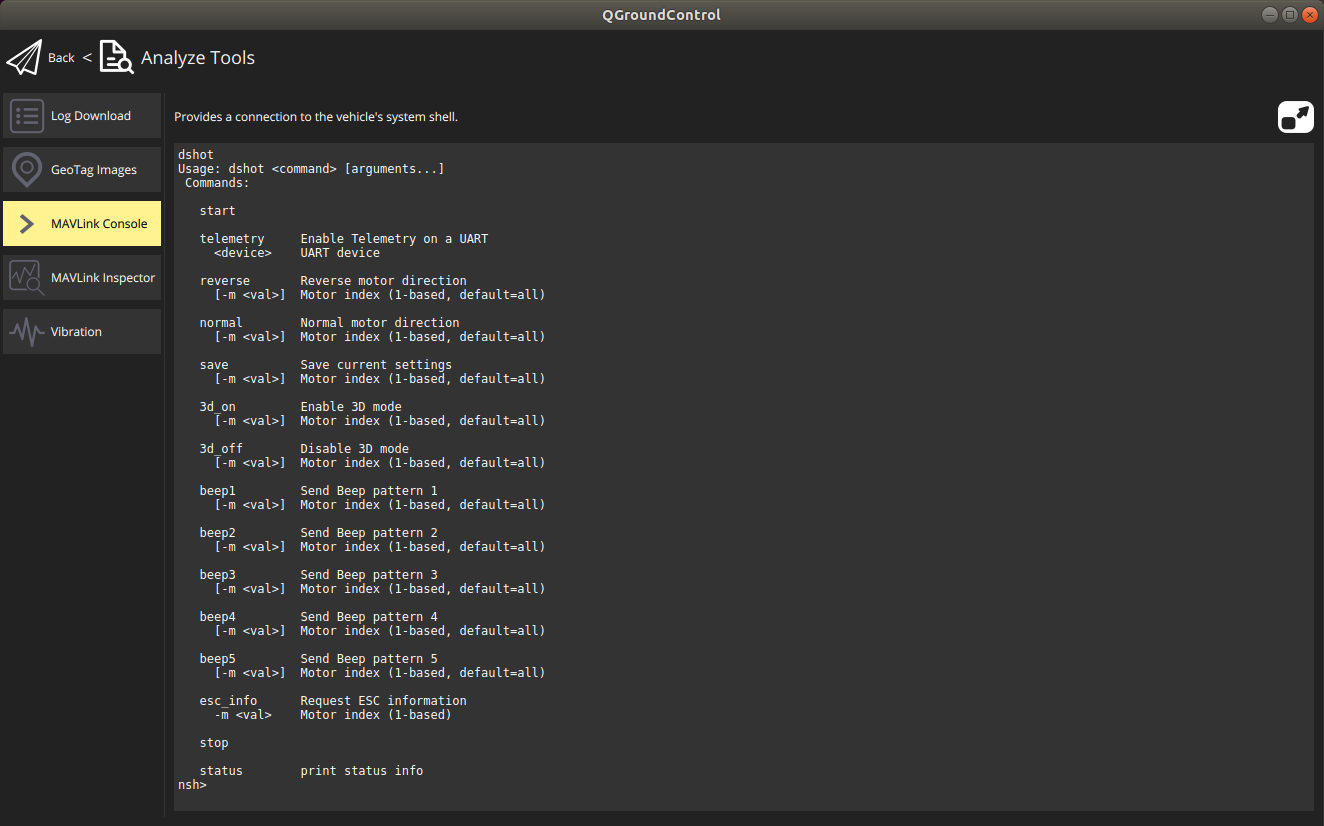 QGroundControl
Back < Analyze Tools
Log Download
GeoTag Images
MAVLink Console
MAVLink Inspector
Vibration
Provides a connection to the vehicle's system shell.
dshot
Usage: dshot <command> [arguments...]
 Commands:
   start
   telemetry     Enable Telemetry on a UART
     <device>    UART device
   reverse       Reverse motor direction
     [-m <val>]  Motor index (1-based, default=all)
   normal        Normal motor direction
     [-m <val>]  Motor index (1-based, default=all)
   save          Save current settings
     [-m <val>]  Motor index (1-based, default=all)
   3d_on         Enable 3D mode
     [-m <val>]  Motor index (1-based, default=all)
   3d_off        Disable 3D mode
     [-m <val>]  Motor index (1-based, default=all)
   beep1         Send Beep pattern 1
     [-m <val>]  Motor index (1-based, default=all)
   beep2         Send Beep pattern 2
     [-m <val>]  Motor index (1-based, default=all)
   beep3         Send Beep pattern 3
     [-m <val>]  Motor index (1-based, default=all)
   beep4         Send Beep pattern 4
     [-m <val>]  Motor index (1-based, default=all)
   beep5         Send Beep pattern 5
     [-m <val>]  Motor index (1-based, default=all)
   esc_info      Request ESC information
     -m <val>    Motor index (1-based)
   stop
   status        print status info
nsh>